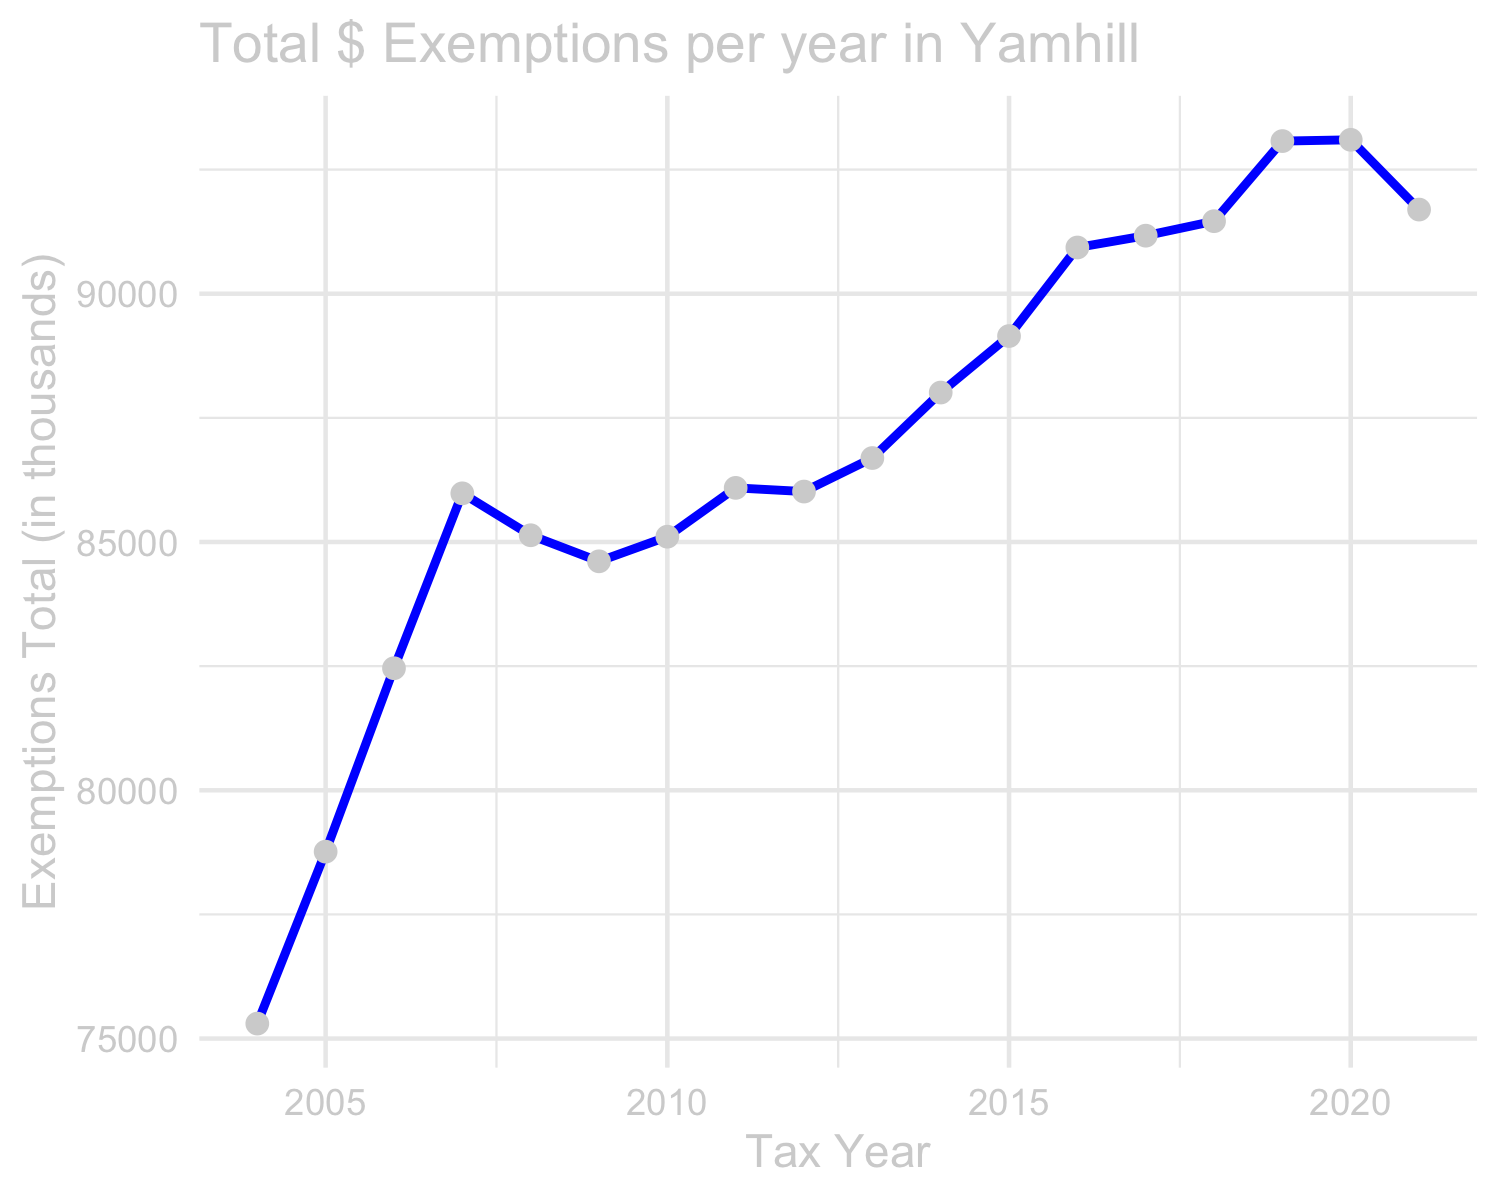 Total $ Exemptions per year in Yamhill
Exemptions Total (in thousands)
90000
85000
80000
75000
2005 2010 2015 2020
Tax Year